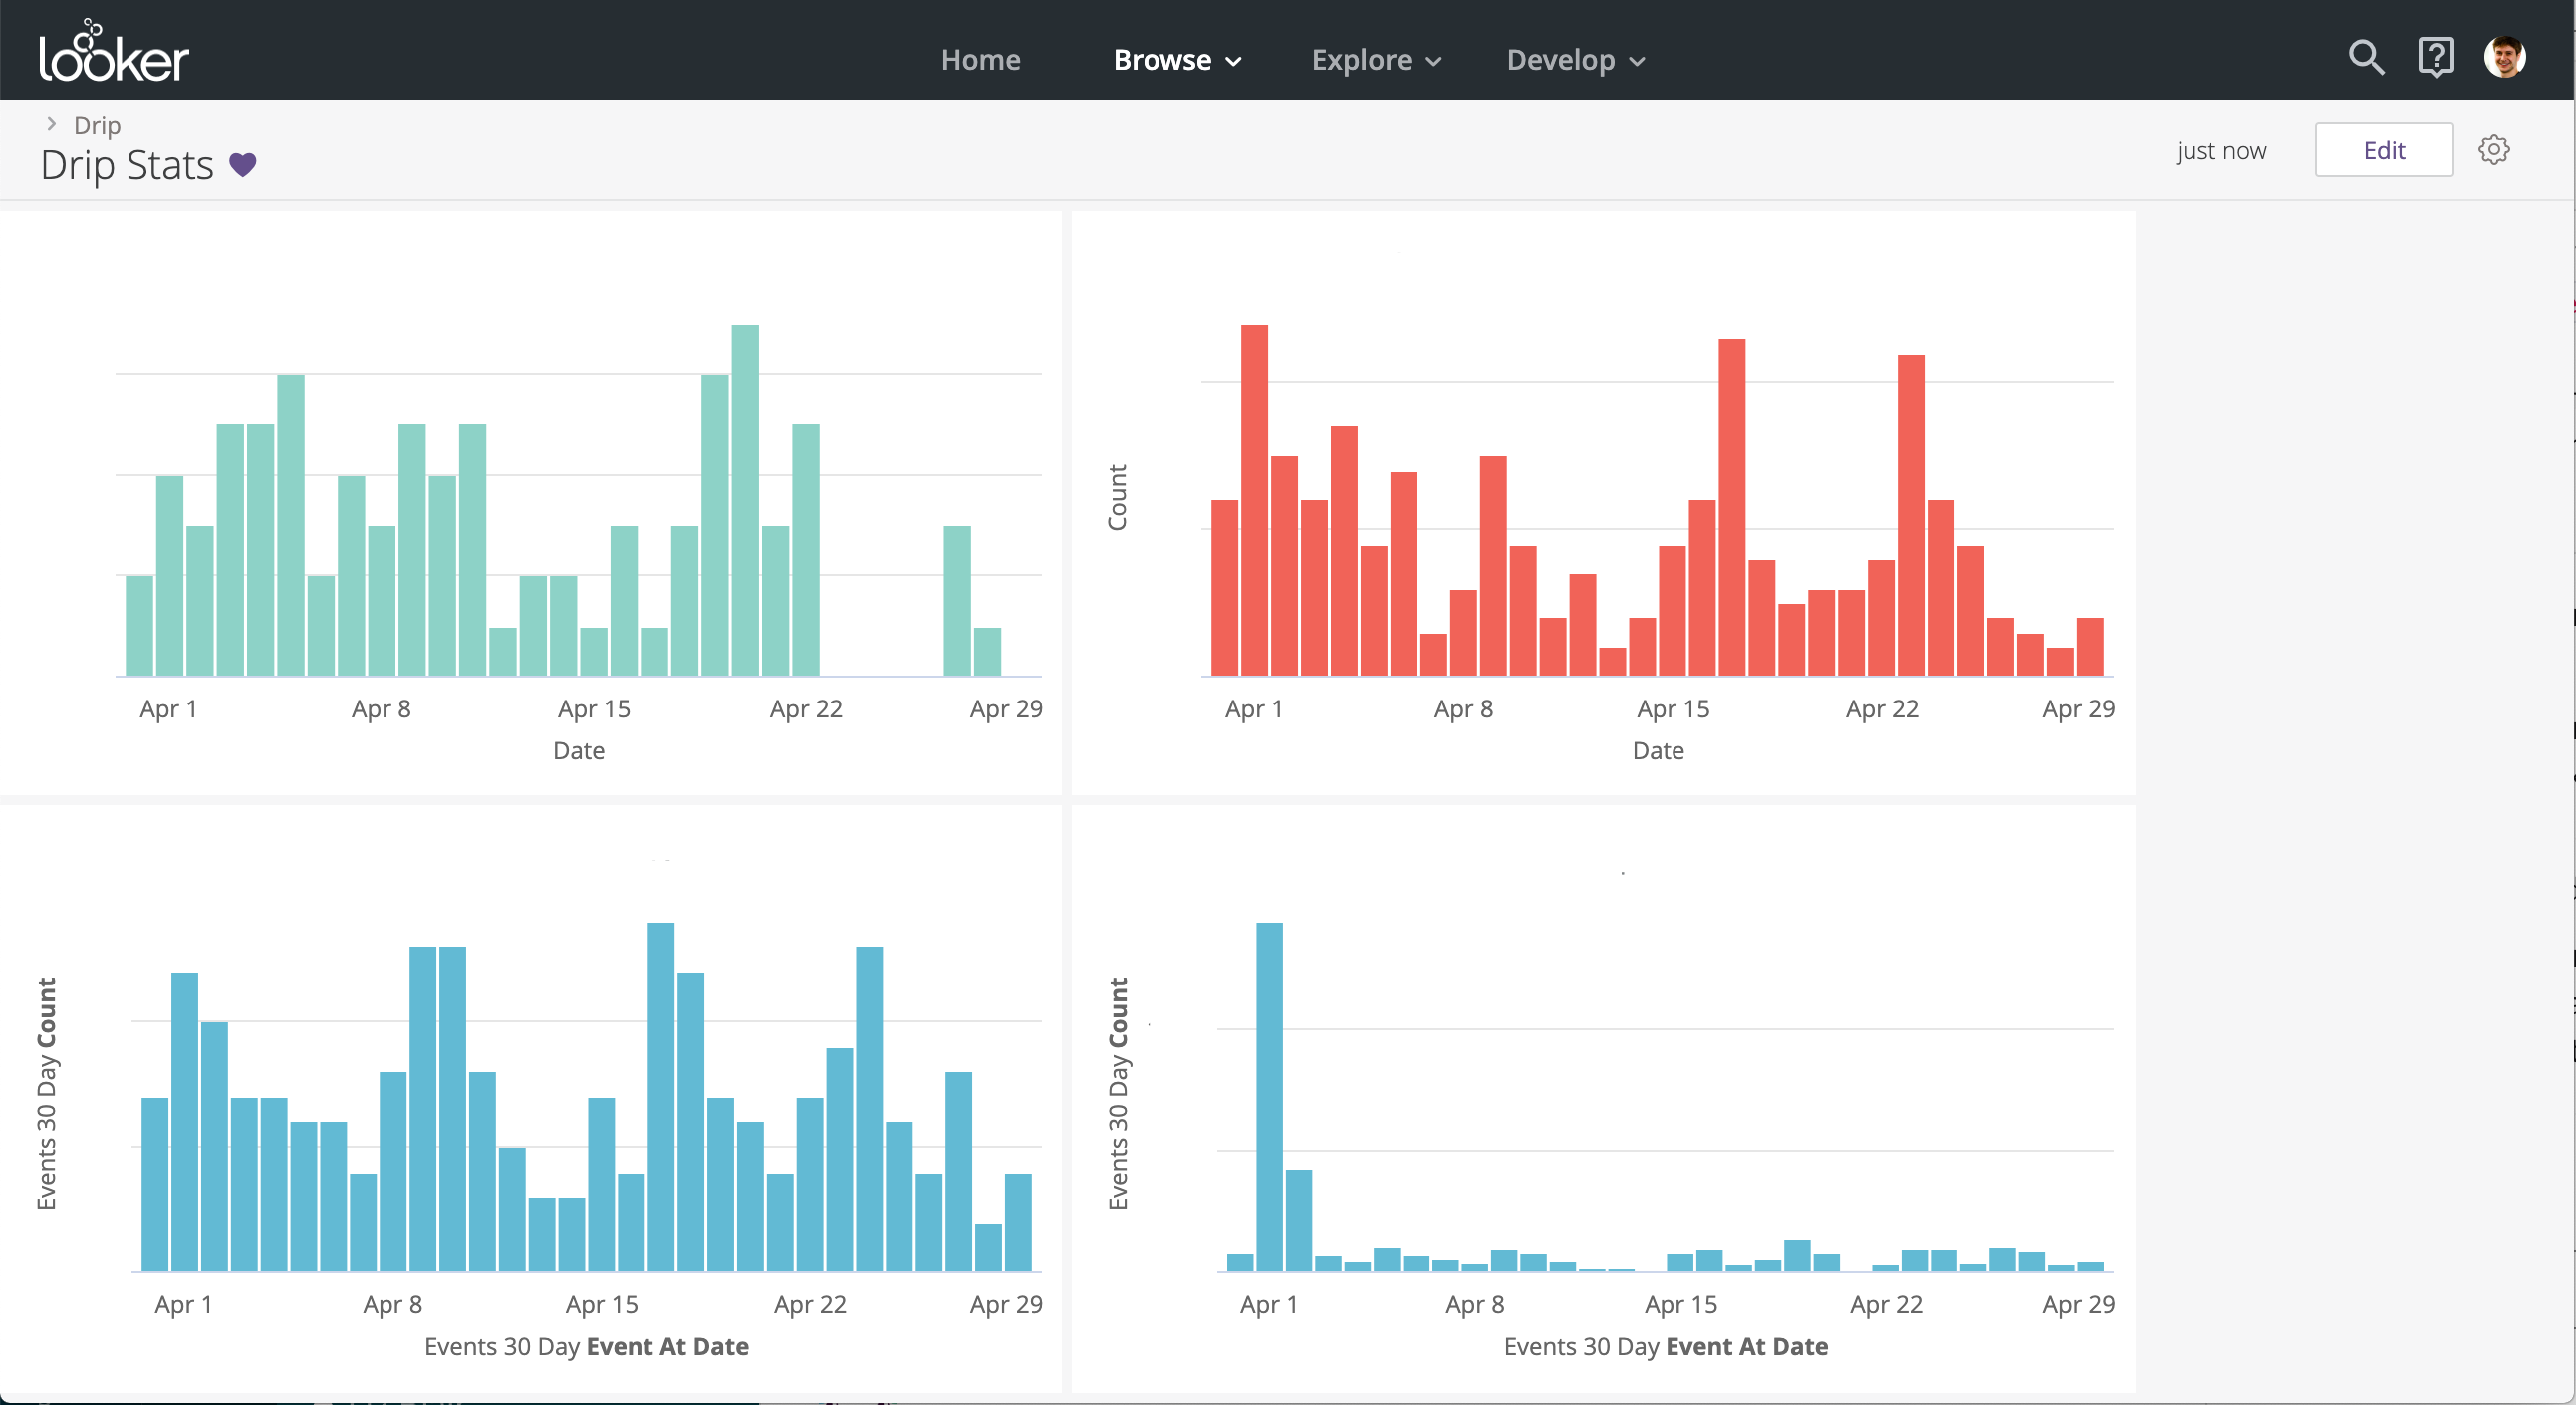 looker
Home Browse Explore Develop
Drip
Drip Stats
just now Edit
Apr 1 Apr 8 Apr 15 Apr 22 Apr 29
Date
Count
Apr 1 Apr 8 Apr 15 Apr 22 Apr 29
Date
Events 30 Day Count
Apr 1 Apr 8 Apr 15 Apr 22 Apr 29
Events 30 Day Event At Date
Events 30 Day Count
Apr 1 Apr 8 Apr 15 Apr 22 Apr 29
Events 30 Day Event At Date